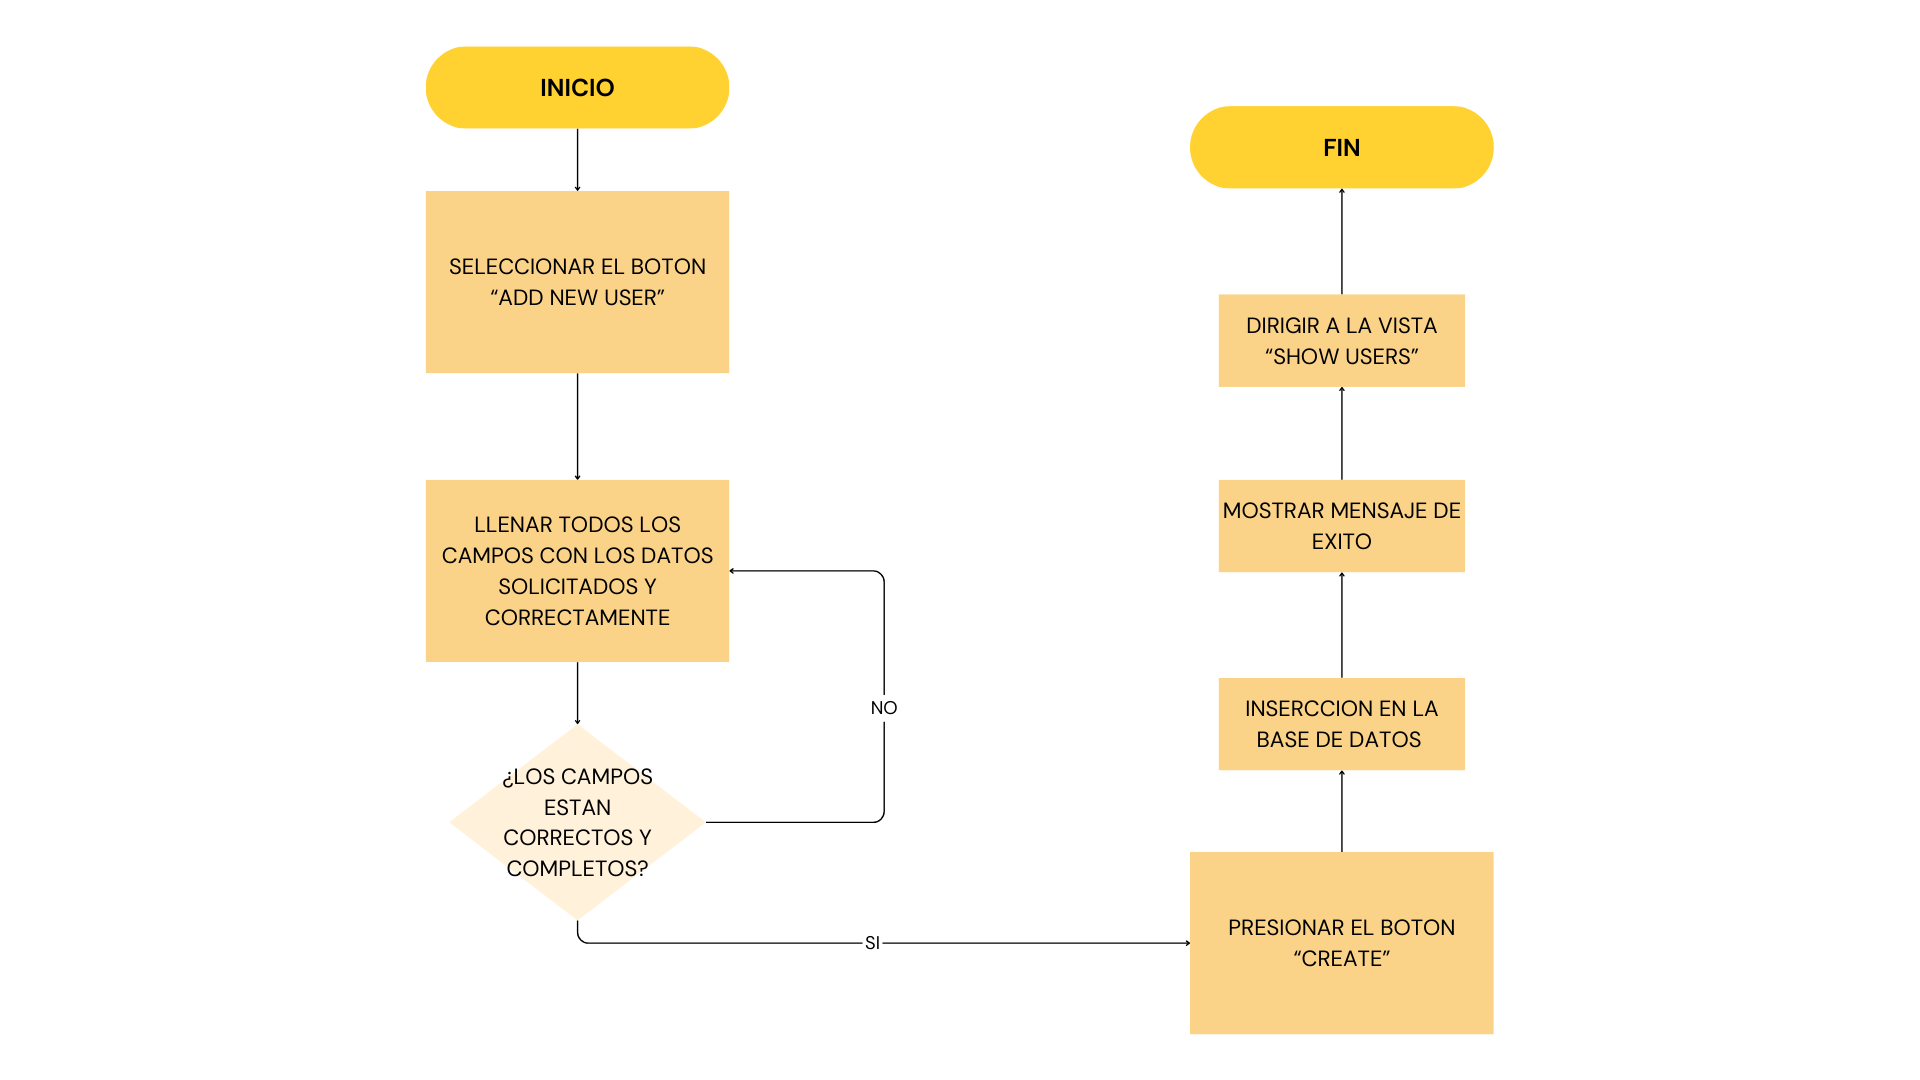 INICIO
SELECCIONAR EL BOTON
“ADD NEW USER”
LLENAR TODOS LOS
CAMPOS CON LOS DATOS
SOLICITADOS Y
CORRECTAMENTE
NO
¿LOS CAMPOS
ESTAN
CORRECTOS Y
COMPLETOS?
SI
PRESIONAR EL BOTON
“CREATE”
INSERCCION EN LA
BASE DE DATOS
MOSTRAR MENSAJE DE
EXITO
DIRIGIR A LA VISTA
“SHOW USERS”
FIN